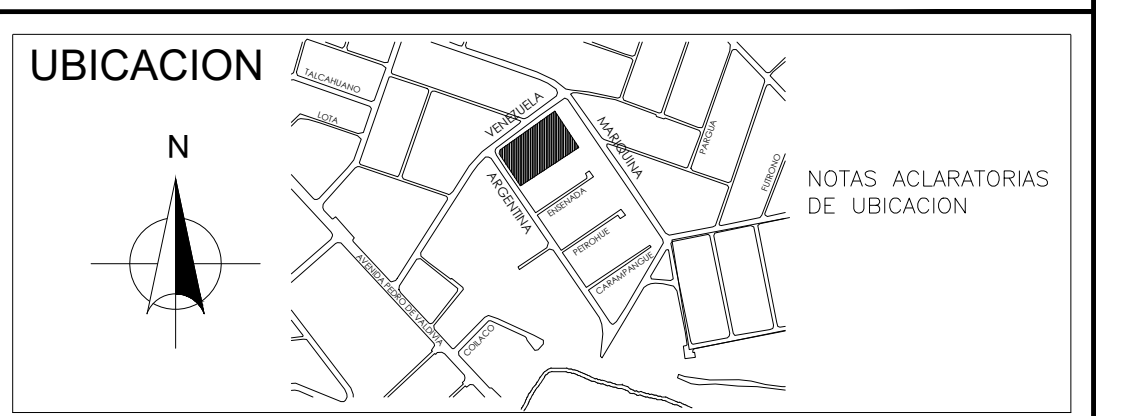 UBICACION
N
TALCAHUANO
LOTA
VENEZUELA
MARIQUINA
PARGUA
FUTRONO
ARGENTINA
ENSENADA
PETROHUE
CARAMPANGUE
AVENIDA PEDRO DE VALDIVIA
COILACO
NOTAS ACLARATORIAS
DE UBICACION